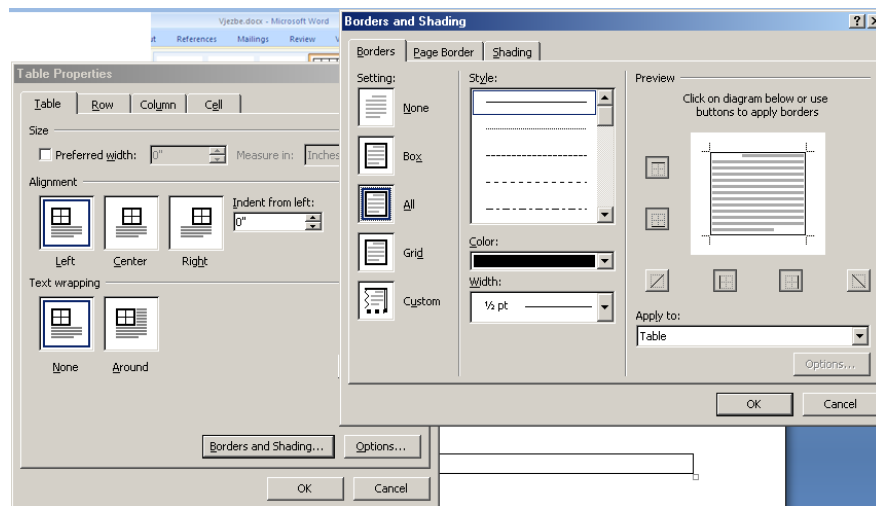 Vjezbe.docx - Microsoft Word
References Mailings Review
Table Properties
Table Row Column Cell
Size
Preferred width: 0" Measure in: Inches
Alignment
Left Center Right
Indent from left:
0"
Text wrapping
None Around
Borders and Shading... Options...
OK Cancel
Borders and Shading
Borders Page Border Shading
Setting:
None
Box
All
Grid
Custom
Style:
Color:
Width:
½ pt
Preview
Click on diagram below or use
buttons to apply borders
Apply to:
Table
Options...
OK Cancel